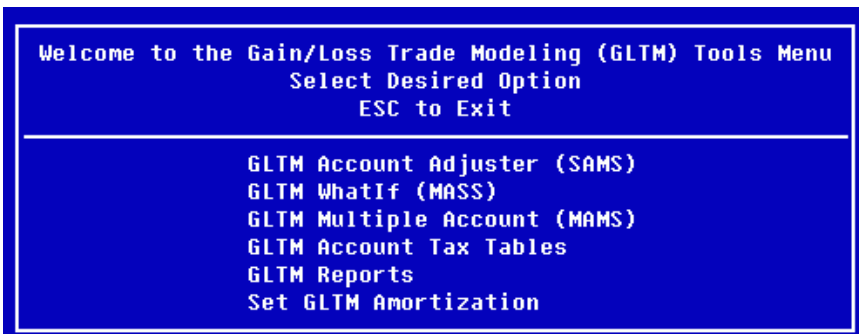 Welcome to the Gain/Loss Trade Modeling (GLTM) Tools Menu
Select Desired Option
ESC to Exit
GLTM Account Adjuster (SAMS)
GLTM WhatIf (MASS)
GLTM Multiple Account (MAMS)
GLTM Account Tax Tables
GLTM Reports
Set GLTM Amortization